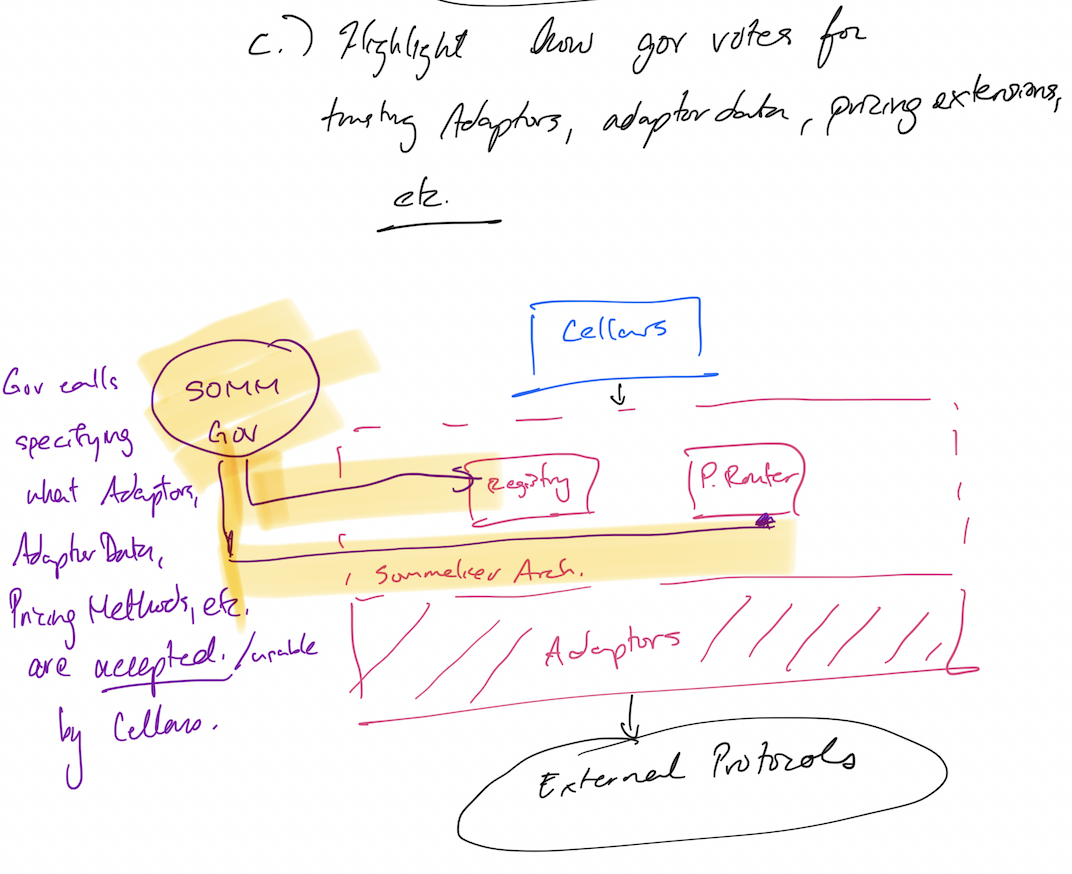 c.) Highlight how gov votes for
trusting Adaptors, adaptor data, pricing extensions,
etc.
Cellars
SOMM
Gov
Gov calls
specifying
what Adaptors,
Adaptor Data,
Pricing Methods, etc.
are accepted./usable
by Cellars.
Registry
P. Router
Sommelier Arch.
Adaptors
External Protocols